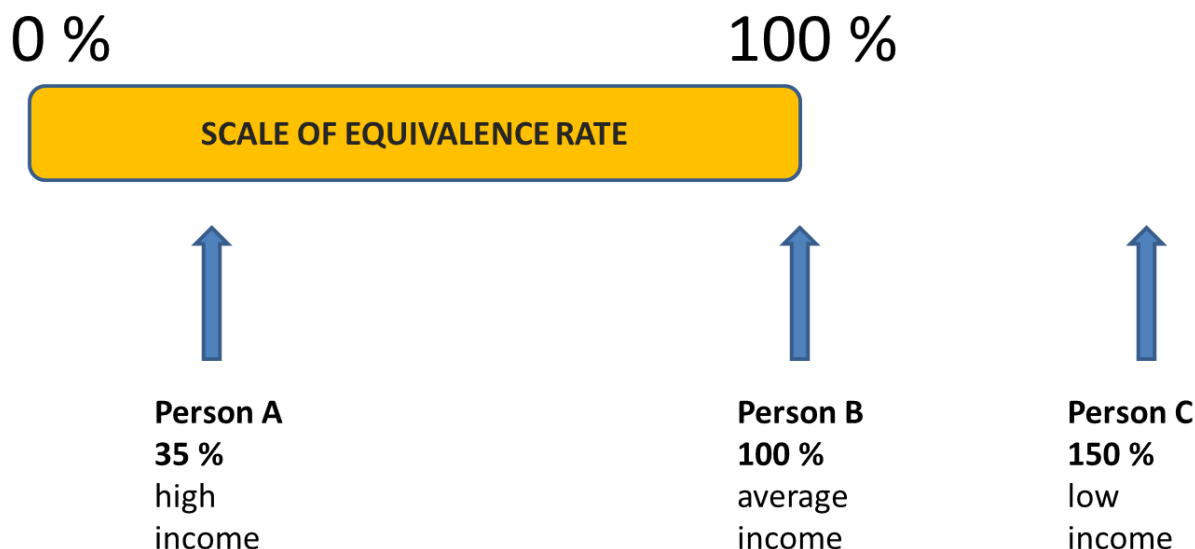 0 %
100 %
SCALE OF EQUIVALENCE RATE
Person A
35 %
high
income
Person B
100 %
average
income
Person C
150 %
low
income